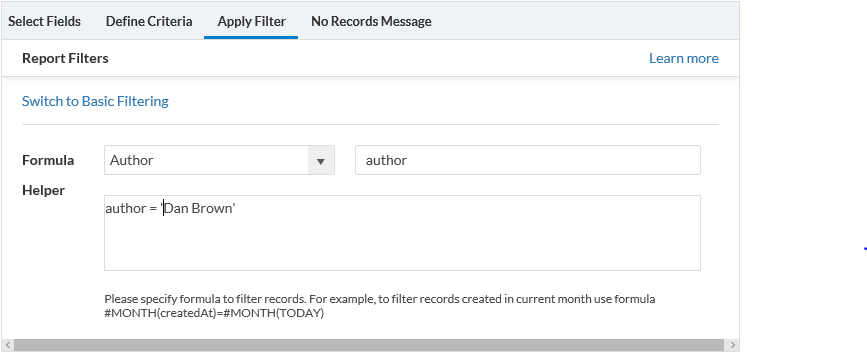 Select Fields Define Criteria Apply Filter No Records Message
Report Filters Learn more
Switch to Basic Filtering
Formula Author author
Helper
author = 'Dan Brown'
Please specify formula to filter records. For example, to filter records created in current month use formula
#MONTH(createdAt)=#MONTH(TODAY)